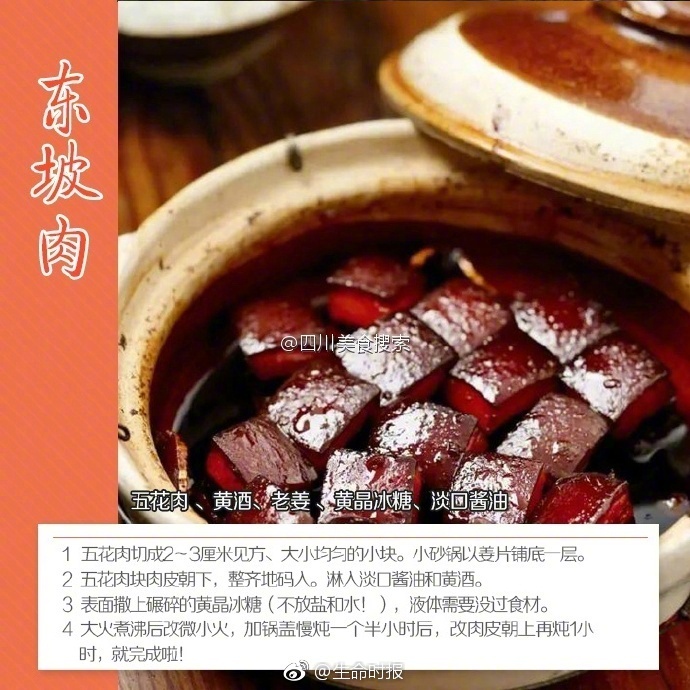 东坡肉
@四川美食搜索
五花肉、黄酒、老姜、黄晶冰糖、淡口酱油
1 五花肉切成2~3厘米见方、大小均匀的小块。小砂锅以姜片铺底一层。
2 五花肉块肉皮朝下，整齐地码入。淋入淡口酱油和黄酒。
3 表面撒上碾碎的黄晶冰糖（不放盐和水！），液体需要没过食材。
4 大火煮沸后改微小火，加锅盖慢炖一个半小时后，改肉皮朝上再炖1小
时，就完成啦！
@生命时报